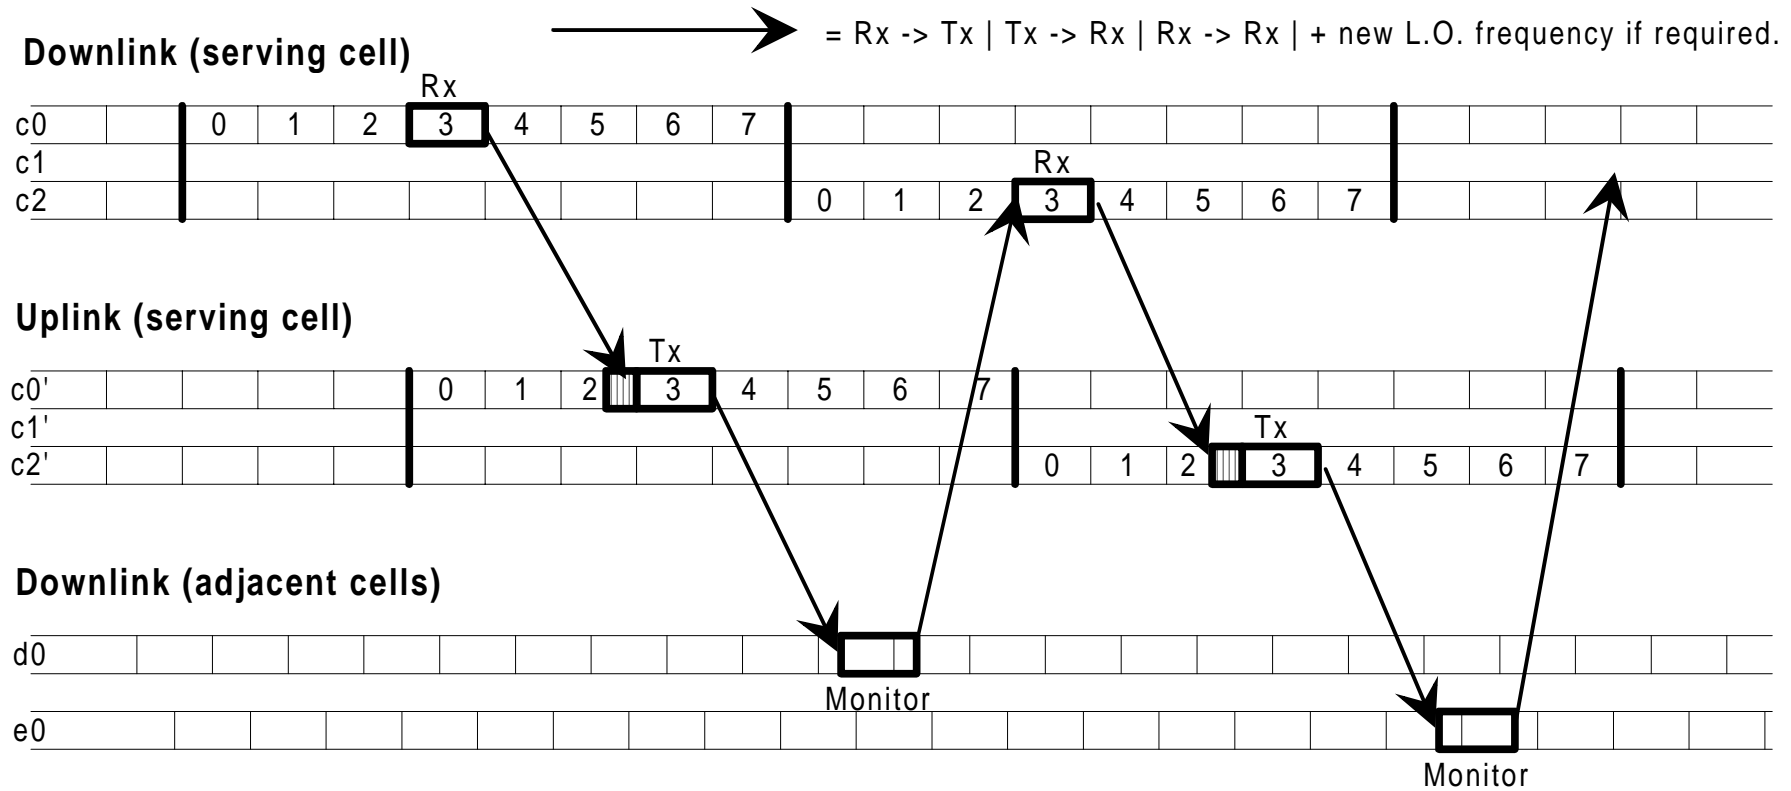 = Rx -> Tx | Tx -> Rx | Rx -> Rx | + new L.O. frequency if required.
Downlink (serving cell)
Rx
c0 0 1 2 3 4 5 6 7
c1 Rx
c2 0 1 2 3 4 5 6 7
Uplink (serving cell)
Tx
c0' 0 1 2 3 4 5 6 7
c1' Tx
c2' 0 1 2 3 4 5 6 7
Downlink (adjacent cells)
d0
Monitor
e0
Monitor